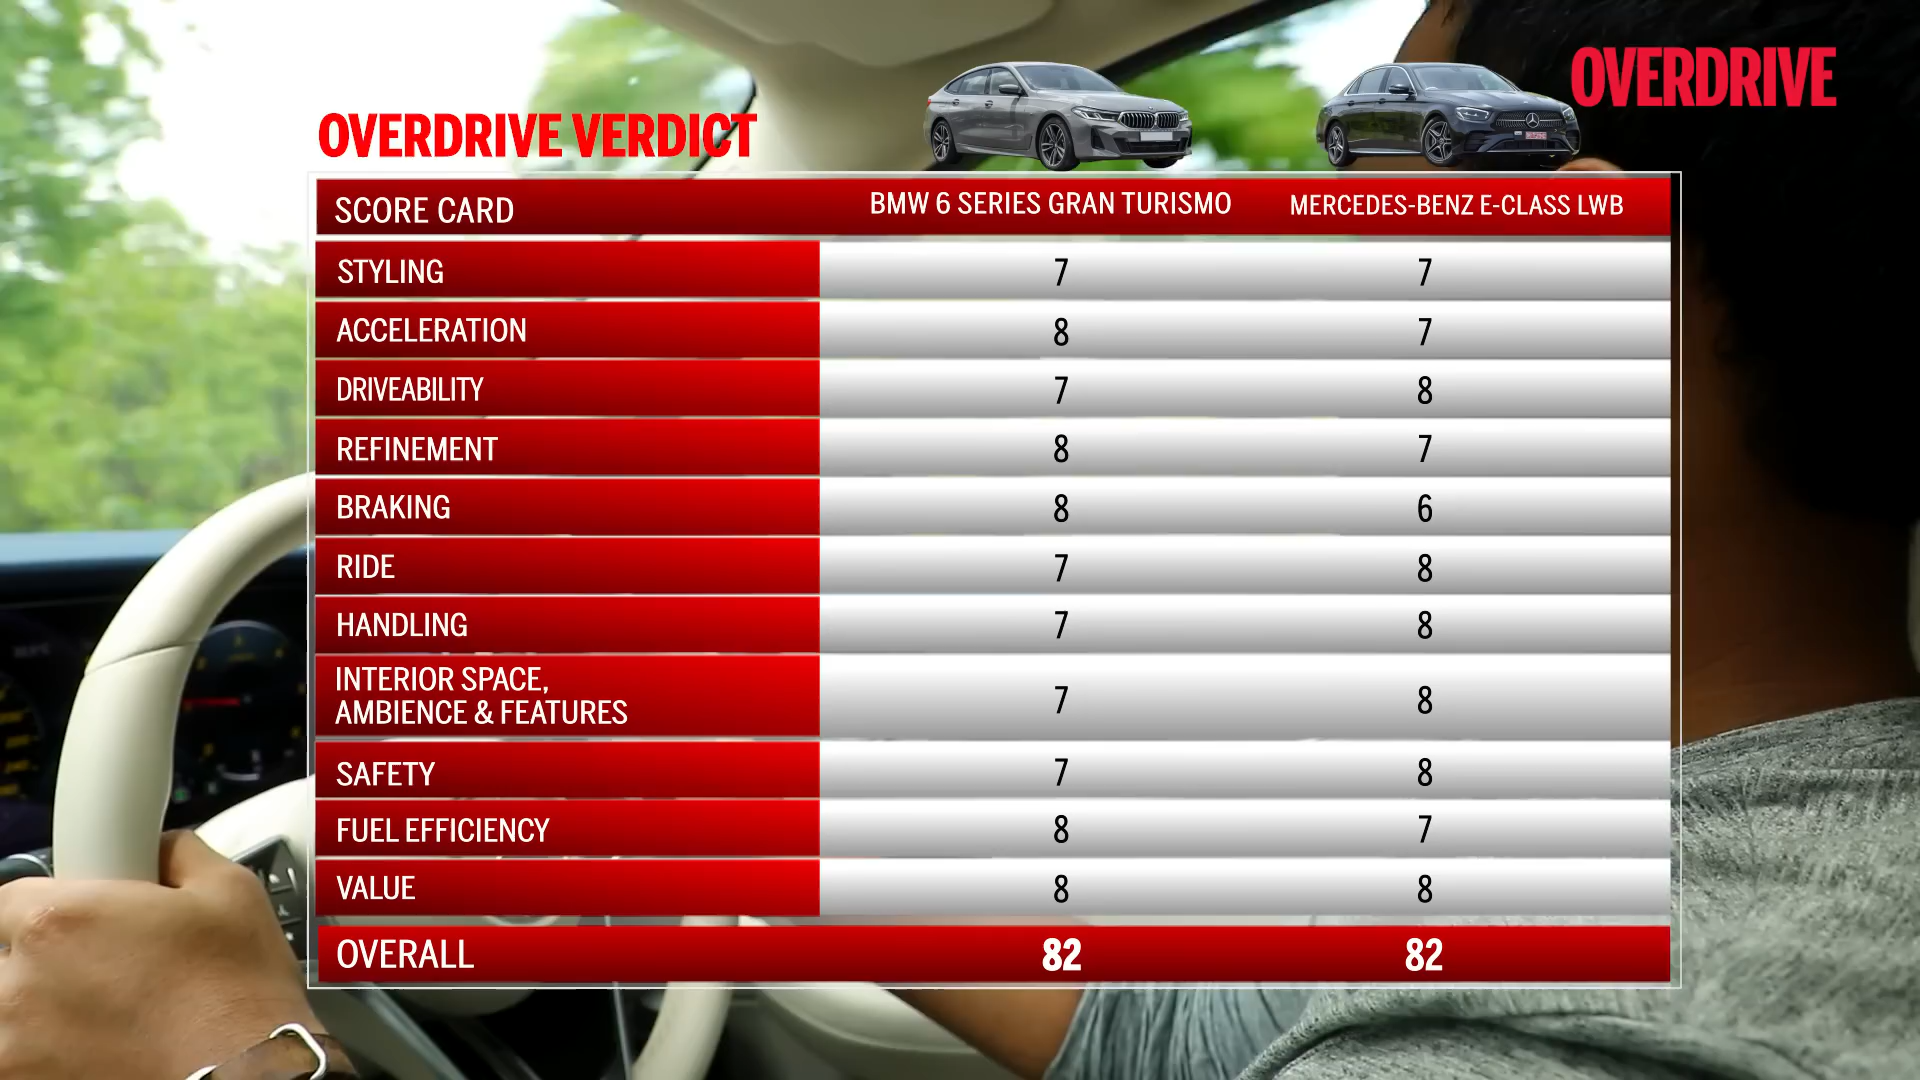 OVERDRIVE
OVERDRIVE VERDICT
SCORE CARD BMW 6 SERIES GRAN TURISMO MERCEDES-BENZ E-CLASS LWB
STYLING 7 7
ACCELERATION 8 7
DRIVEABILITY 7 8
REFINEMENT 8 7
BRAKING 8 6
RIDE 7 8
HANDLING 7 8
INTERIOR SPACE,
AMBIENCE & FEATURES 7 8
SAFETY 7 8
FUEL EFFICIENCY 8 7
VALUE 8 8
OVERALL 82 82